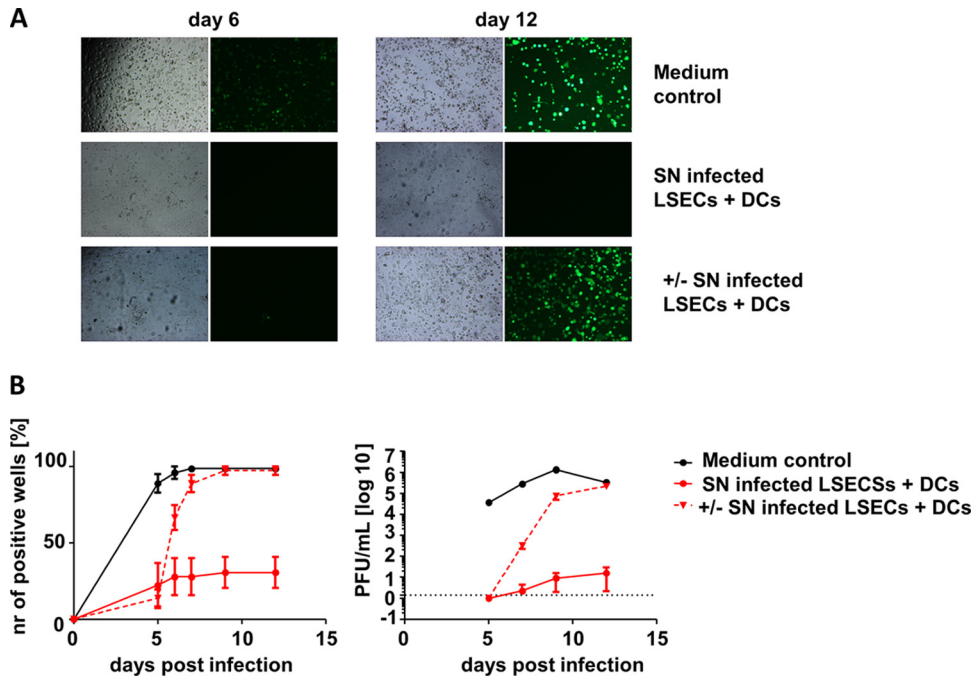 A
day 6
day 12
Medium
control
SN infected
LSECs + DCs
+/- SN infected
LSECs + DCs
B
nr of positive wells [%]
100
50
0
0
5
10
15
days post infection
PFU/mL [log 10]
7
6
5
4
3
2
1
0
-1
0
5
10
15
days post infection
Medium control
SN infected LSECSs + DCs
+/- SN infected LSECs + DCs